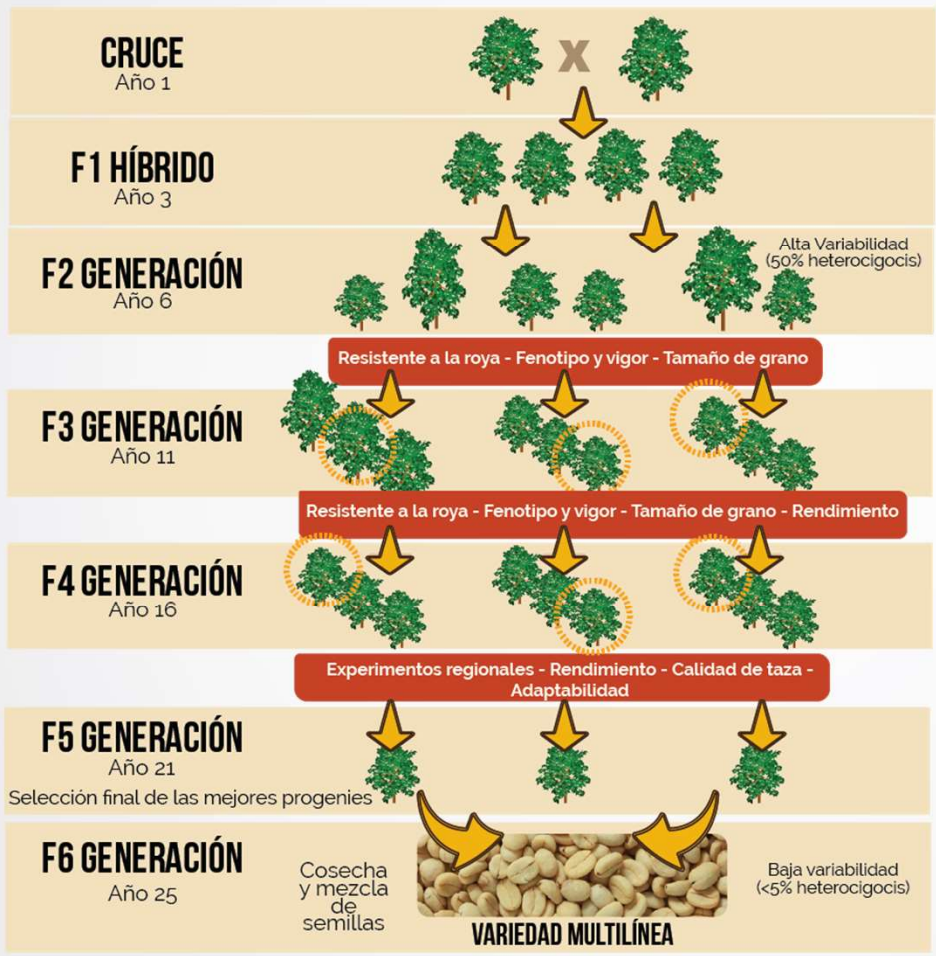 CRUCE
Año 1
X
F1 HÍBRIDO
Año 3
F2 GENERACIÓN
Año 6
Alta Variabilidad
(50% heterocigocis)
Resistente a la roya - Fenotipo y vigor - Tamaño de grano
F3 GENERACIÓN
Año 11
Resistente a la roya - Fenotipo y vigor - Tamaño de grano - Rendimiento
F4 GENERACIÓN
Año 16
Experimentos regionales - Rendimiento - Calidad de taza -
Adaptabilidad
F5 GENERACIÓN
Año 21
Selección final de las mejores progenies
F6 GENERACIÓN
Año 25
Cosecha
y mezcla
de
semillas
Baja variabilidad
(<5% heterocigocis)
VARIEDAD MULTILÍNEA